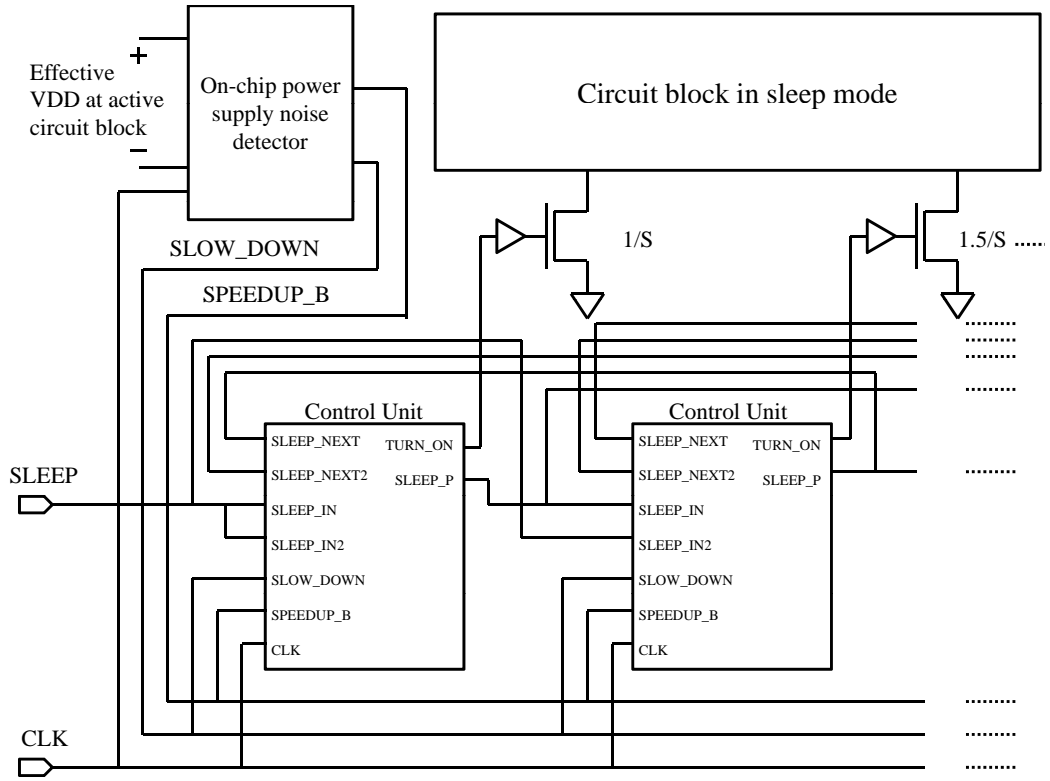 +
Effective
VDD at active
circuit block
−
On-chip power
supply noise
detector
Circuit block in sleep mode
1/S
1.5/S ......
SLOW_DOWN
SPEEDUP_B
Control Unit
SLEEP_NEXT
SLEEP_NEXT2
SLEEP_IN
SLEEP_IN2
SLOW_DOWN
SPEEDUP_B
CLK
TURN_ON
SLEEP_P
Control Unit
SLEEP_NEXT
SLEEP_NEXT2
SLEEP_IN
SLEEP_IN2
SLOW_DOWN
SPEEDUP_B
CLK
TURN_ON
SLEEP_P
SLEEP
CLK